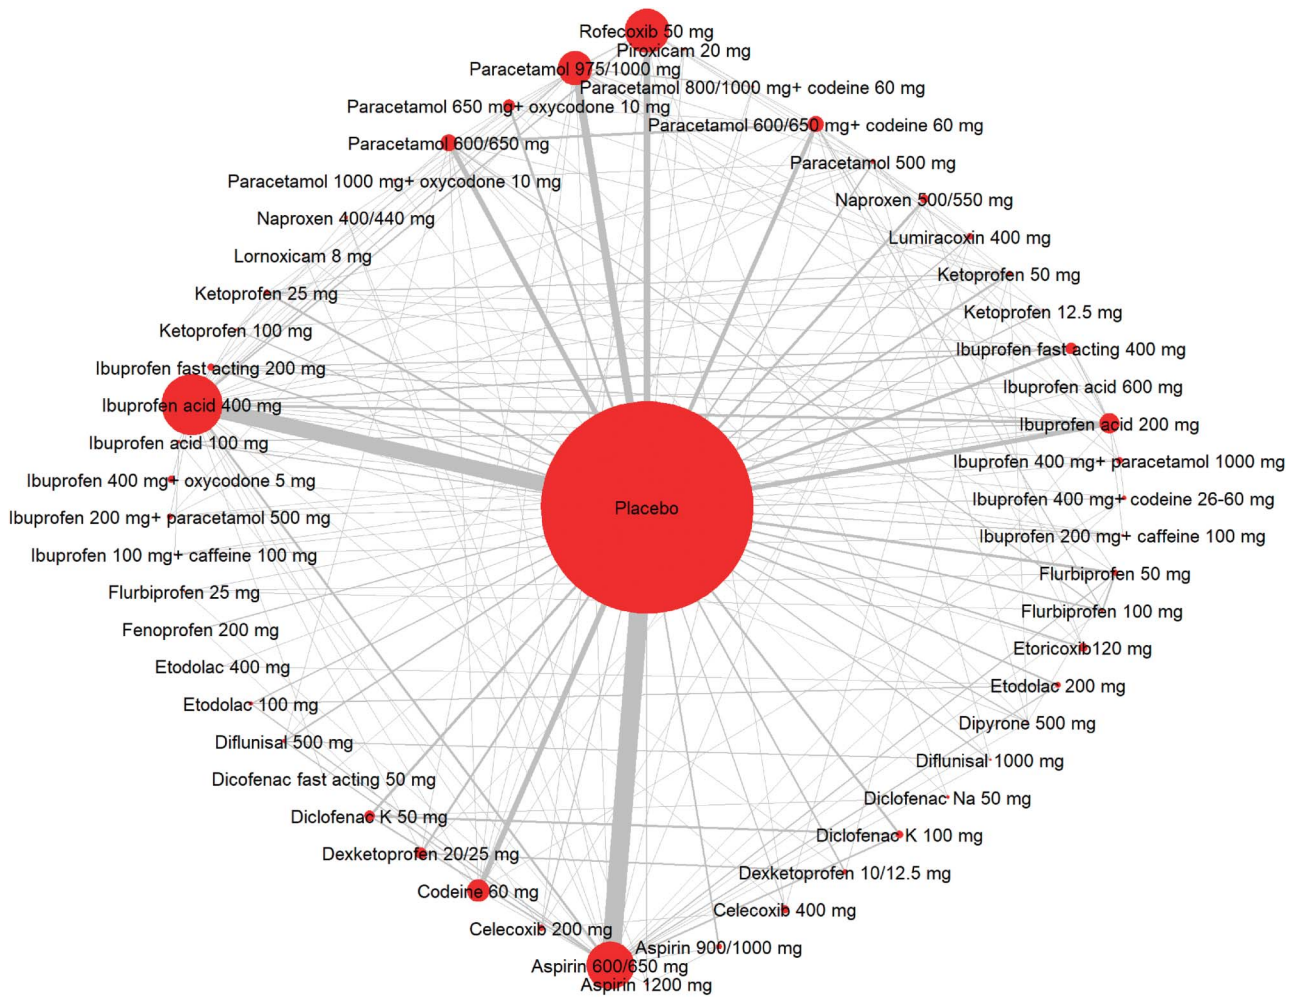 Rofecoxib 50 mg
Piroxicam 20 mg
Paracetamol 975/1000 mg
Paracetamol 800/1000 mg+ codeine 60 mg
Paracetamol 650 mg+ oxycodone 10 mg
Paracetamol 600/650 mg+ codeine 60 mg
Paracetamol 600/650 mg
Paracetamol 500 mg
Paracetamol 1000 mg+ oxycodone 10 mg
Naproxen 500/550 mg
Naproxen 400/440 mg
Lumiracoxin 400 mg
Lornoxicam 8 mg
Ketoprofen 50 mg
Ketoprofen 25 mg
Ketoprofen 12.5 mg
Ketoprofen 100 mg
Ibuprofen fast acting 400 mg
Ibuprofen fast acting 200 mg
Ibuprofen acid 600 mg
Ibuprofen acid 400 mg
Ibuprofen acid 200 mg
Ibuprofen acid 100 mg
Ibuprofen 400 mg+ paracetamol 1000 mg
Ibuprofen 400 mg+ oxycodone 5 mg
Ibuprofen 400 mg+ codeine 26-60 mg
Placebo
Ibuprofen 200 mg+ paracetamol 500 mg
Ibuprofen 200 mg+ caffeine 100 mg
Ibuprofen 100 mg+ caffeine 100 mg
Flurbiprofen 50 mg
Flurbiprofen 25 mg
Flurbiprofen 100 mg
Fenoprofen 200 mg
Etoricoxib120 mg
Etodolac 400 mg
Etodolac 200 mg
Etodolac 100 mg
Dipyrone 500 mg
Diflunisal 500 mg
Diflunisal 1000 mg
Dicofenac fast acting 50 mg
Diclofenac Na 50 mg
Diclofenac K 50 mg
Diclofenac K 100 mg
Dexketoprofen 20/25 mg
Dexketoprofen 10/12.5 mg
Codeine 60 mg
Celecoxib 400 mg
Celecoxib 200 mg
Aspirin 900/1000 mg
Aspirin 600/650 mg
Aspirin 1200 mg